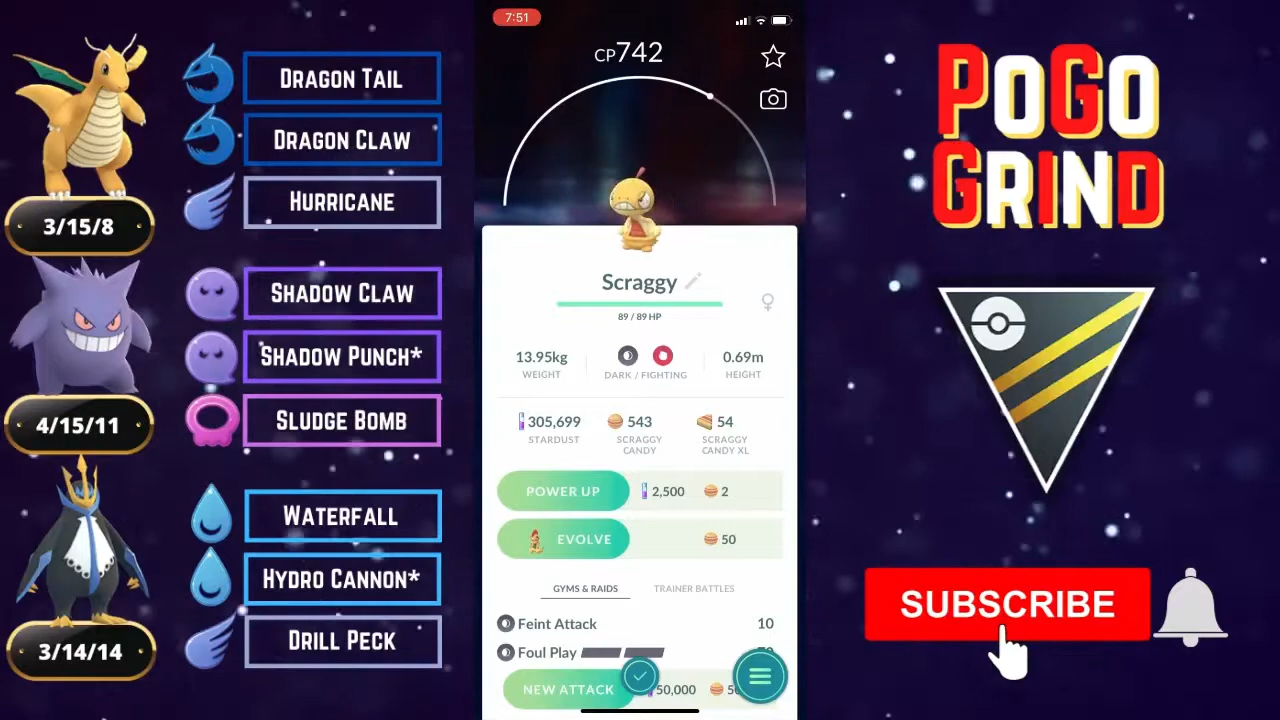 DRAGON TAIL
DRAGON CLAW
HURRICANE
3/15/8
SHADOW CLAW
SHADOW PUNCH*
SLUDGE BOMB
4/15/11
WATERFALL
HYDRO CANNON*
DRILL PECK
3/14/14
7:51
CP742
Scraggy
89 / 89 HP
13.95kg
WEIGHT
DARK / FIGHTING
0.69m
HEIGHT
305,699
STARDUST
543
SCRAGGY
CANDY
54
SCRAGGY
CANDY XL
POWER UP 2,500 2
EVOLVE 50
GYMS & RAIDS TRAINER BATTLES
Feint Attack 10
Foul Play
NEW ATTACK 50,000
POGO
GRIND
SUBSCRIBE